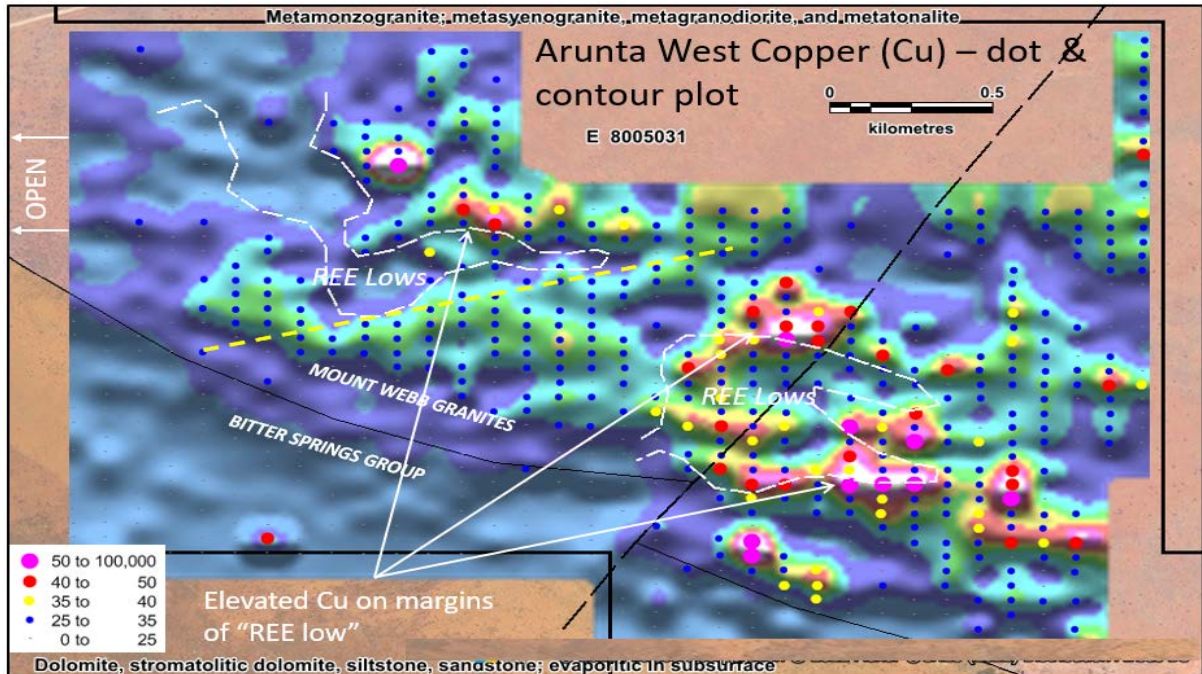 Metamonzogranite; metasyenogranite, metagranodiorite, and metatonalite
Arunta West Copper (Cu) – dot &
contour plot
0 0.5
kilometres
E 8005031
OPEN
REE Lows
REE Lows
MOUNT WEBB GRANITES
BITTER SPRINGS GROUP
50 to 100,000
40 to 50
35 to 40
25 to 35
0 to 25
Elevated Cu on margins
of "REE low"
Dolomite, stromatolitic dolomite, siltstone, sandstone; evaporitic in subsurface